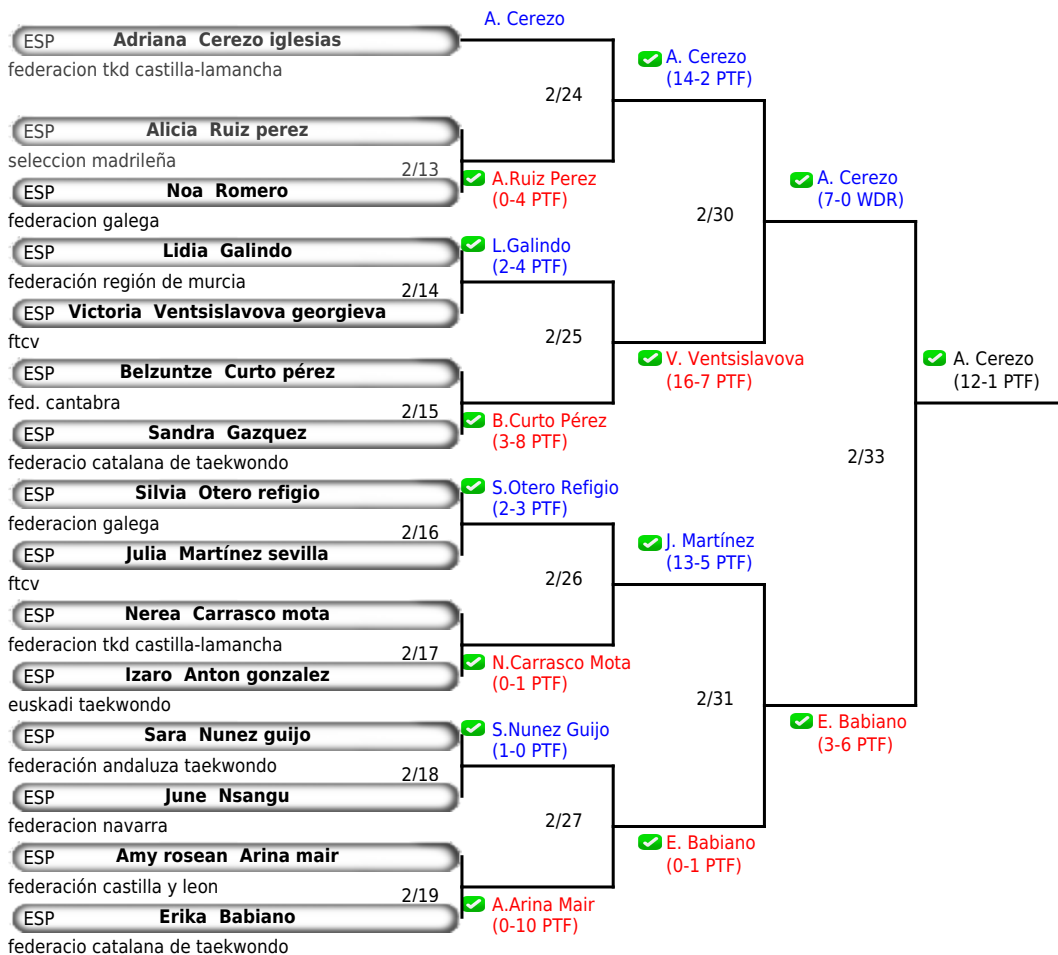 A. Cerezo
ESP Adriana Cerezo iglesias
federacion tkd castilla-lamancha
A. Cerezo
(14-2 PTF)
2/24
ESP Alicia Ruiz perez
seleccion madrileña
2/13
A.Ruiz Perez
(0-4 PTF)
ESP Noa Romero
federacion galega
A. Cerezo
(7-0 WDR)
2/30
ESP Lidia Galindo
L.Galindo
(2-4 PTF)
federación región de murcia
2/14
ESP Victoria Ventsislavova georgieva
ftcv
2/25
V. Ventsislavova
(16-7 PTF)
A. Cerezo
(12-1 PTF)
ESP Belzuntze Curto pérez
fed. cantabra
2/15
B.Curto Pérez
(3-8 PTF)
ESP Sandra Gazquez
federacio catalana de taekwondo
2/33
ESP Silvia Otero refigio
S.Otero Refigio
(2-3 PTF)
federacion galega
2/16
ESP Julia Martínez sevilla
ftcv
J. Martínez
(13-5 PTF)
2/26
ESP Nerea Carrasco mota
federacion tkd castilla-lamancha
2/17
N.Carrasco Mota
(0-1 PTF)
ESP Izaro Anton gonzalez
euskadi taekwondo
2/31
ESP Sara Nunez guijo
S.Nunez Guijo
(1-0 PTF)
E. Babiano
(3-6 PTF)
federación andaluza taekwondo
2/18
ESP June Nsangu
federacion navarra
2/27
E. Babiano
(0-1 PTF)
ESP Amy rosean Arina mair
federación castilla y leon
2/19
A.Arina Mair
(0-10 PTF)
ESP Erika Babiano
federacio catalana de taekwondo